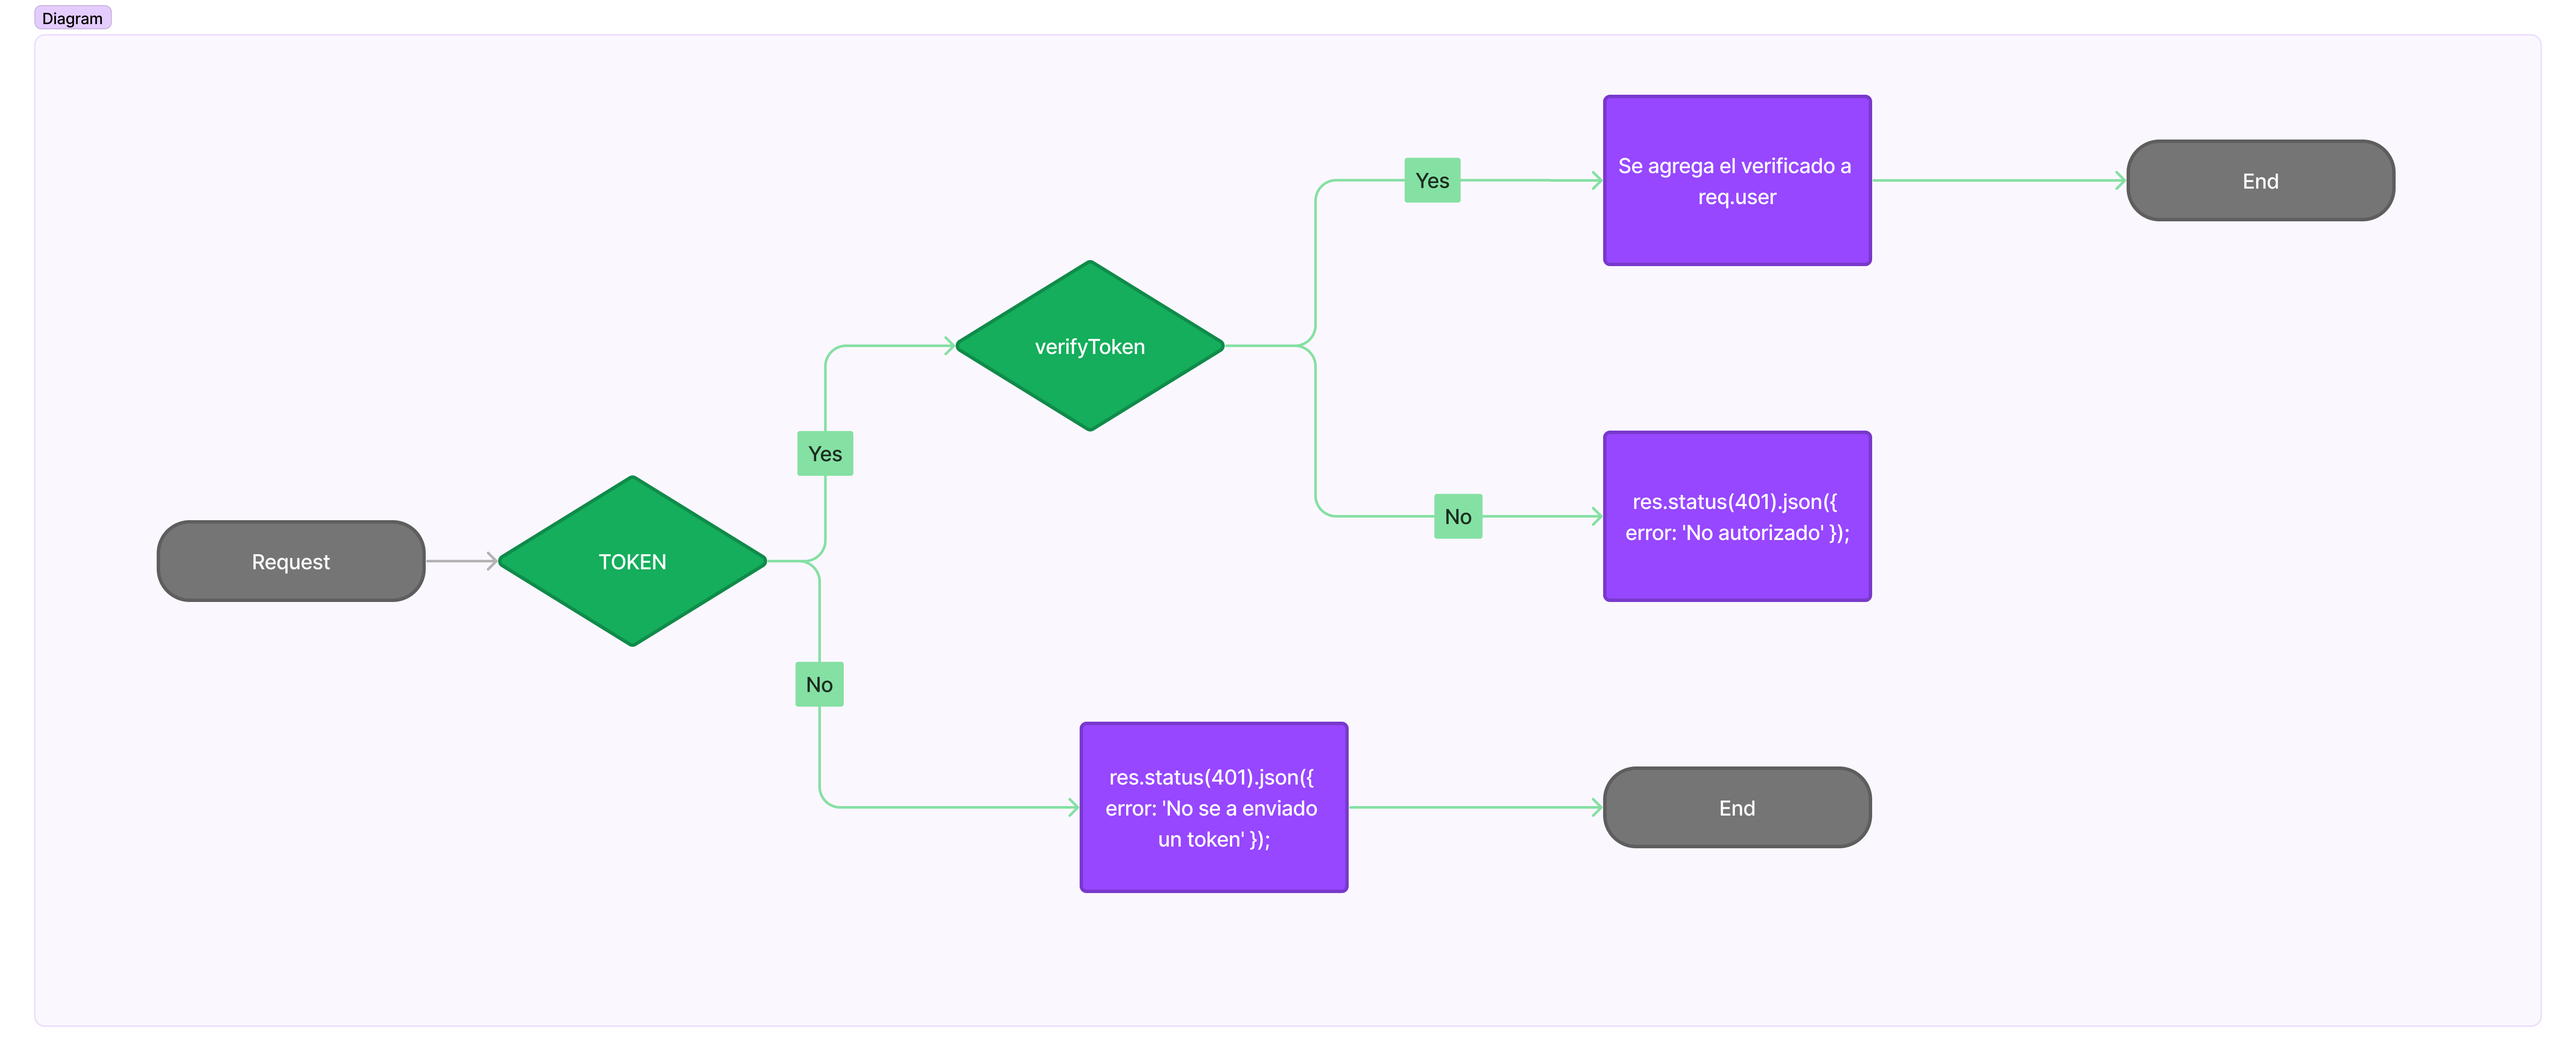 Diagram
Se agrega el verificado a
req.user
Yes
End
verifyToken
Yes
No
res.status(401).json({
error: 'No autorizado' });
Request
TOKEN
No
res.status(401).json({
error: 'No se a enviado
un token' });
End